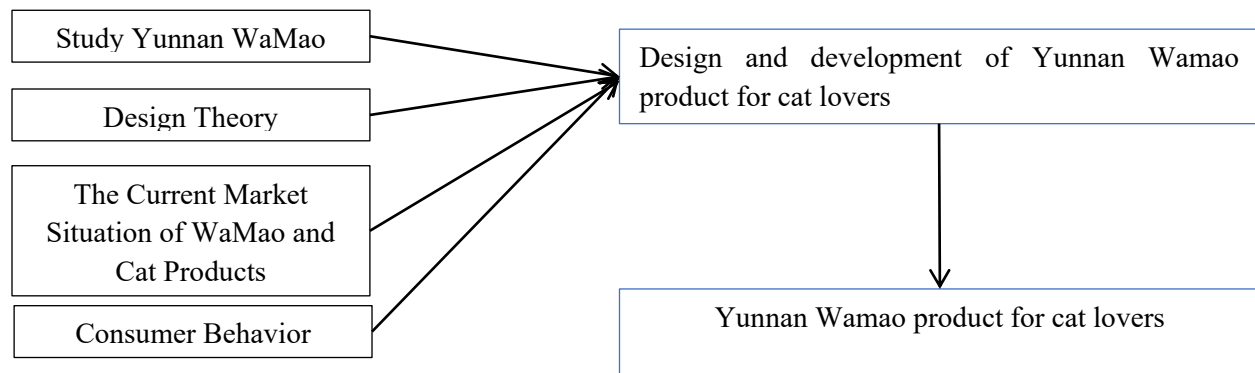 Study Yunnan WaMao
Design Theory
The Current Market
Situation of WaMao and
Cat Products
Consumer Behavior
Design and development of Yunnan Wamao
product for cat lovers
Yunnan Wamao product for cat lovers